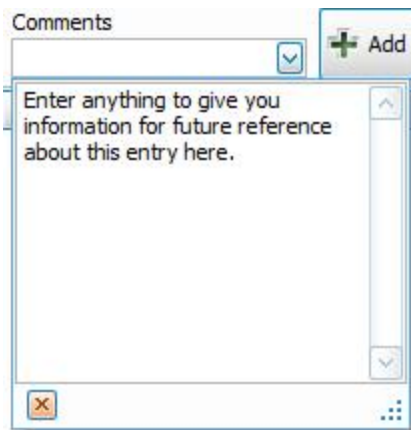 Comments
Add
Enter anything to give you
information for future reference
about this entry here.